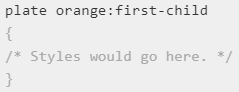 plate orange:first-child
{
/* Styles would go here. */
}